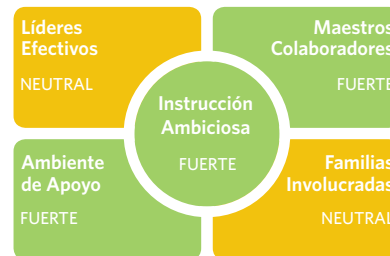 Líderes
Efectivos
NEUTRAL
Maestros
Colaboradores
FUERTE
Instrucción
Ambiciosa
FUERTE
Ambiente
de Apoyo
FUERTE
Familias
Involucradas
NEUTRAL